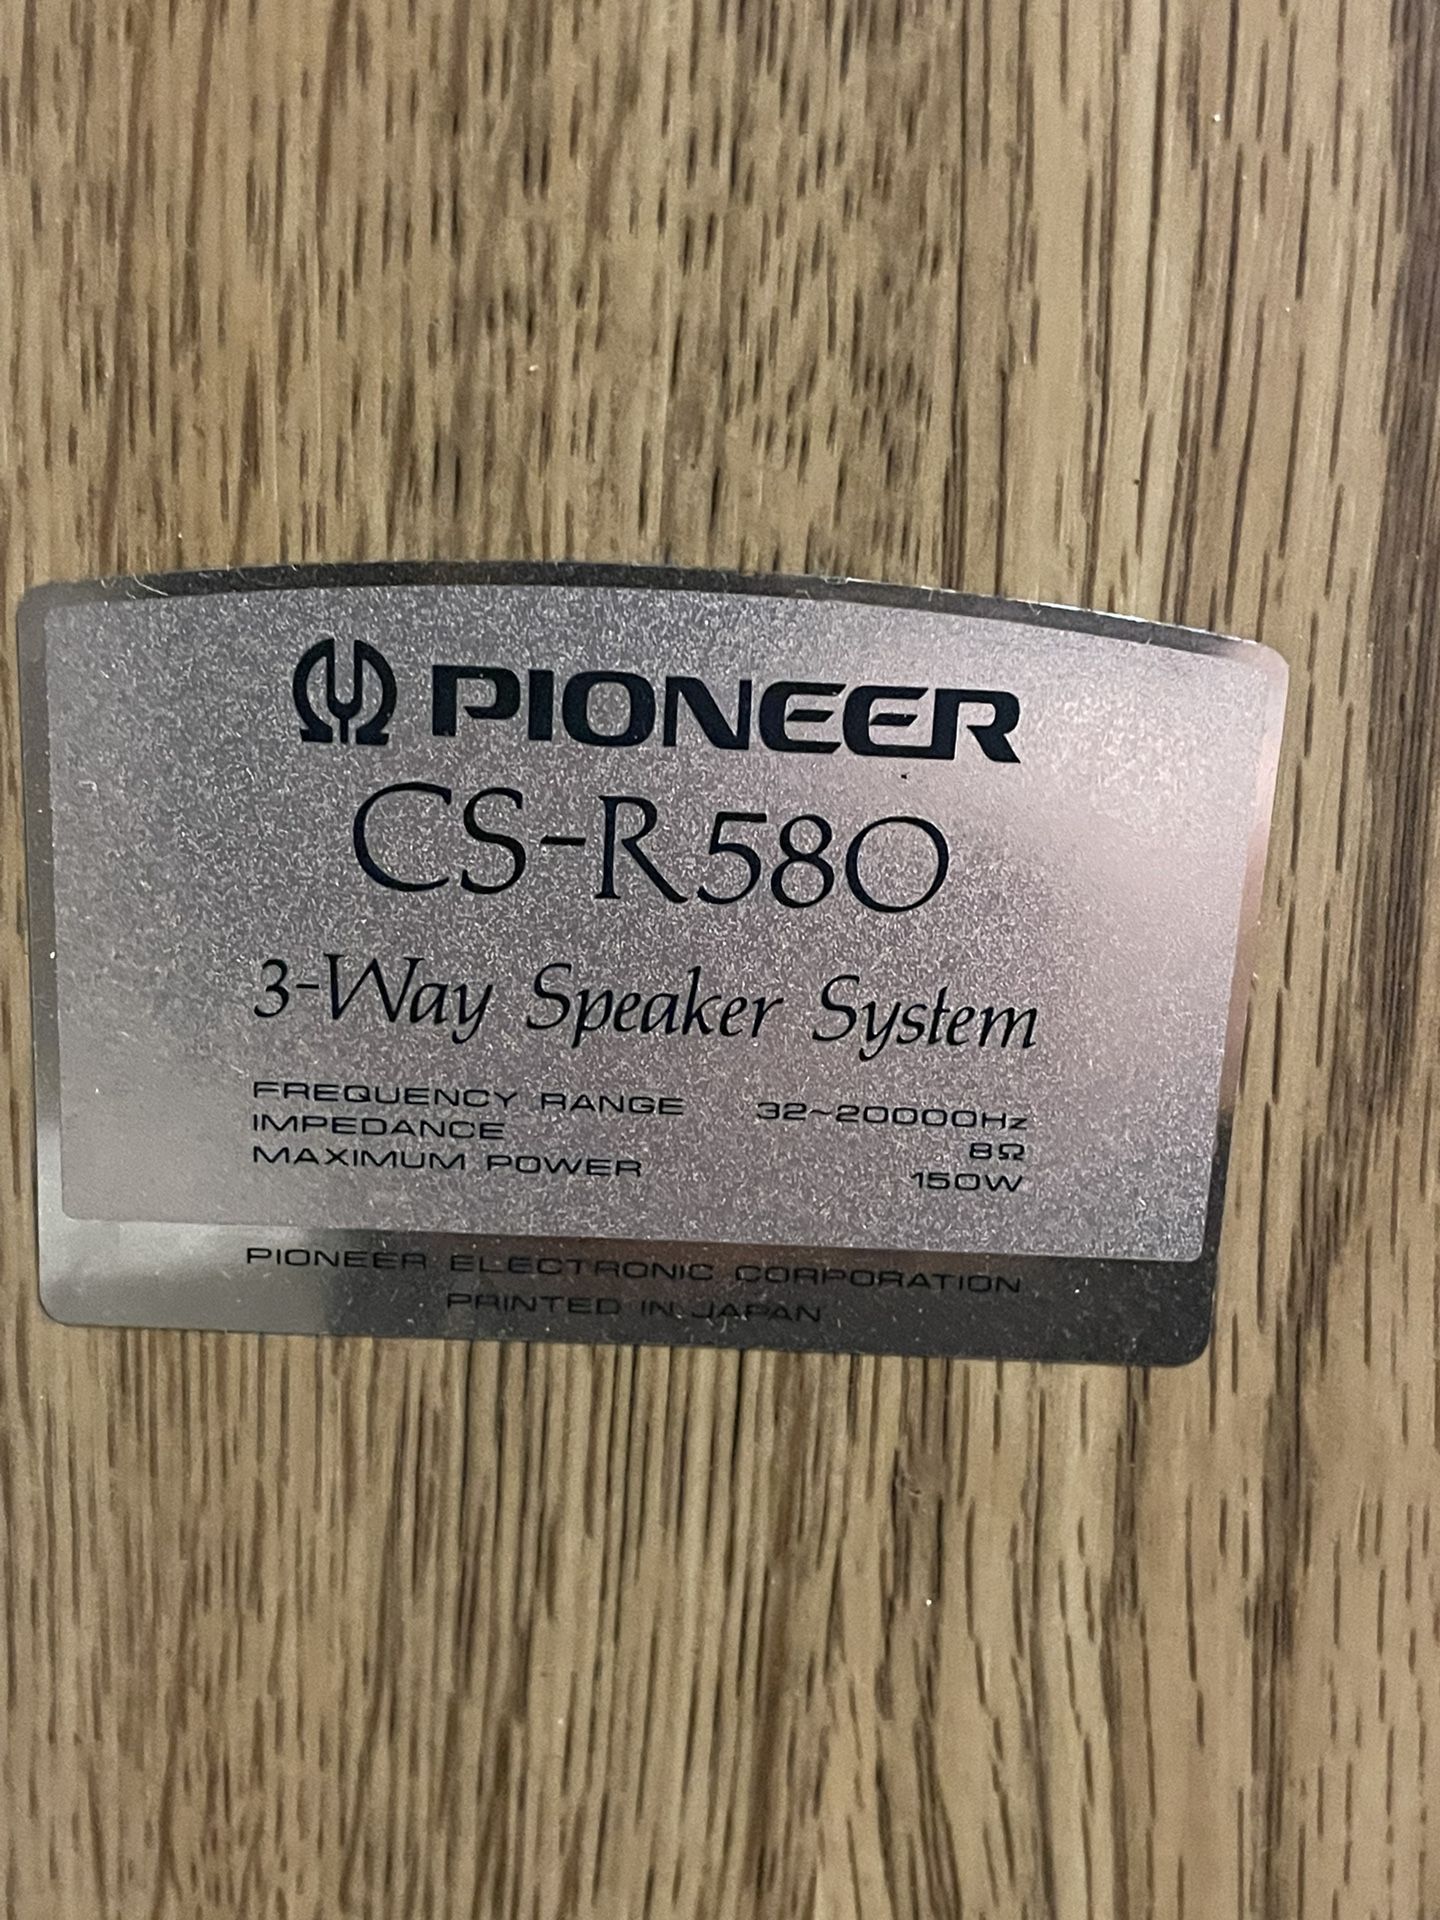 PIONEER
CS-R580
3-Way Speaker System
FREQUENCY RANGE 32~20000Hz
IMPEDANCE 8Ω
MAXIMUM POWER 150W
PIONEER ELECTRONIC CORPORATION
PRINTED IN JAPAN